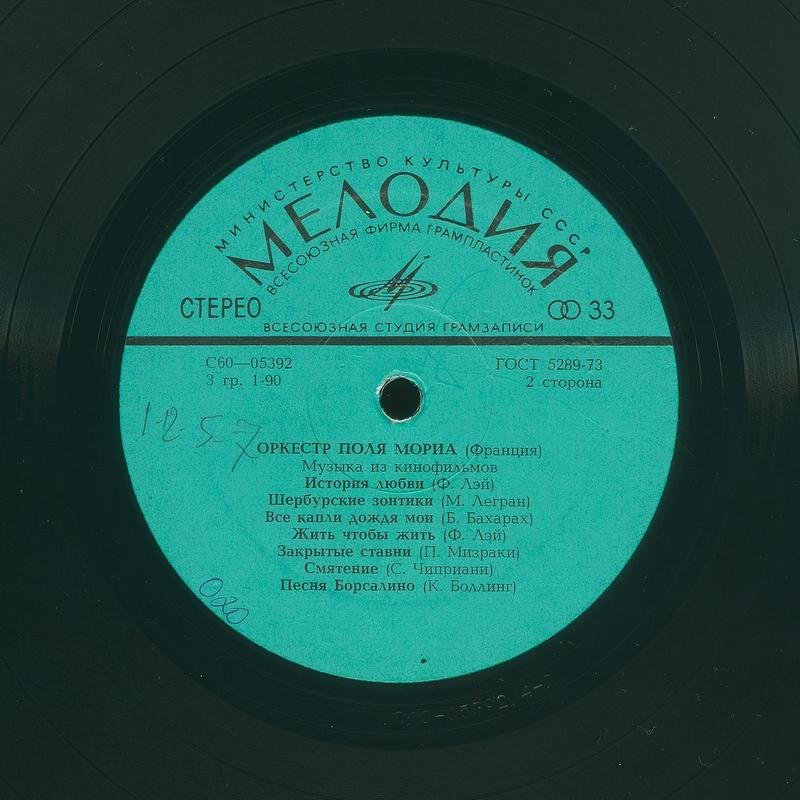 МИНИСТЕРСТВО КУЛЬТУРЫ СССР
МЕЛОДИЯ
ВСЕСОЮЗНАЯ ФИРМА ГРАМПЛАСТИНОК
СТЕРЕО
33
ВСЕСОЮЗНАЯ СТУДИЯ ГРАМЗАПИСИ
С60—05392
ГОСТ 5289-73
3 гр. 1-90
2 сторона
1-2-5-7
ОРКЕСТР ПОЛЯ МОРИА (Франция)
Музыка из кинофильмов
История любви (Ф. Лэй)
Шербурские зонтики (М. Легран)
Все капли дождя мои (Б. Бахарах)
Жить чтобы жить (Ф. Лэй)
Закрытые ставни (П. Мизраки)
Смятение (С. Чиприани)
Песня Борсалино (К. Боллинг)